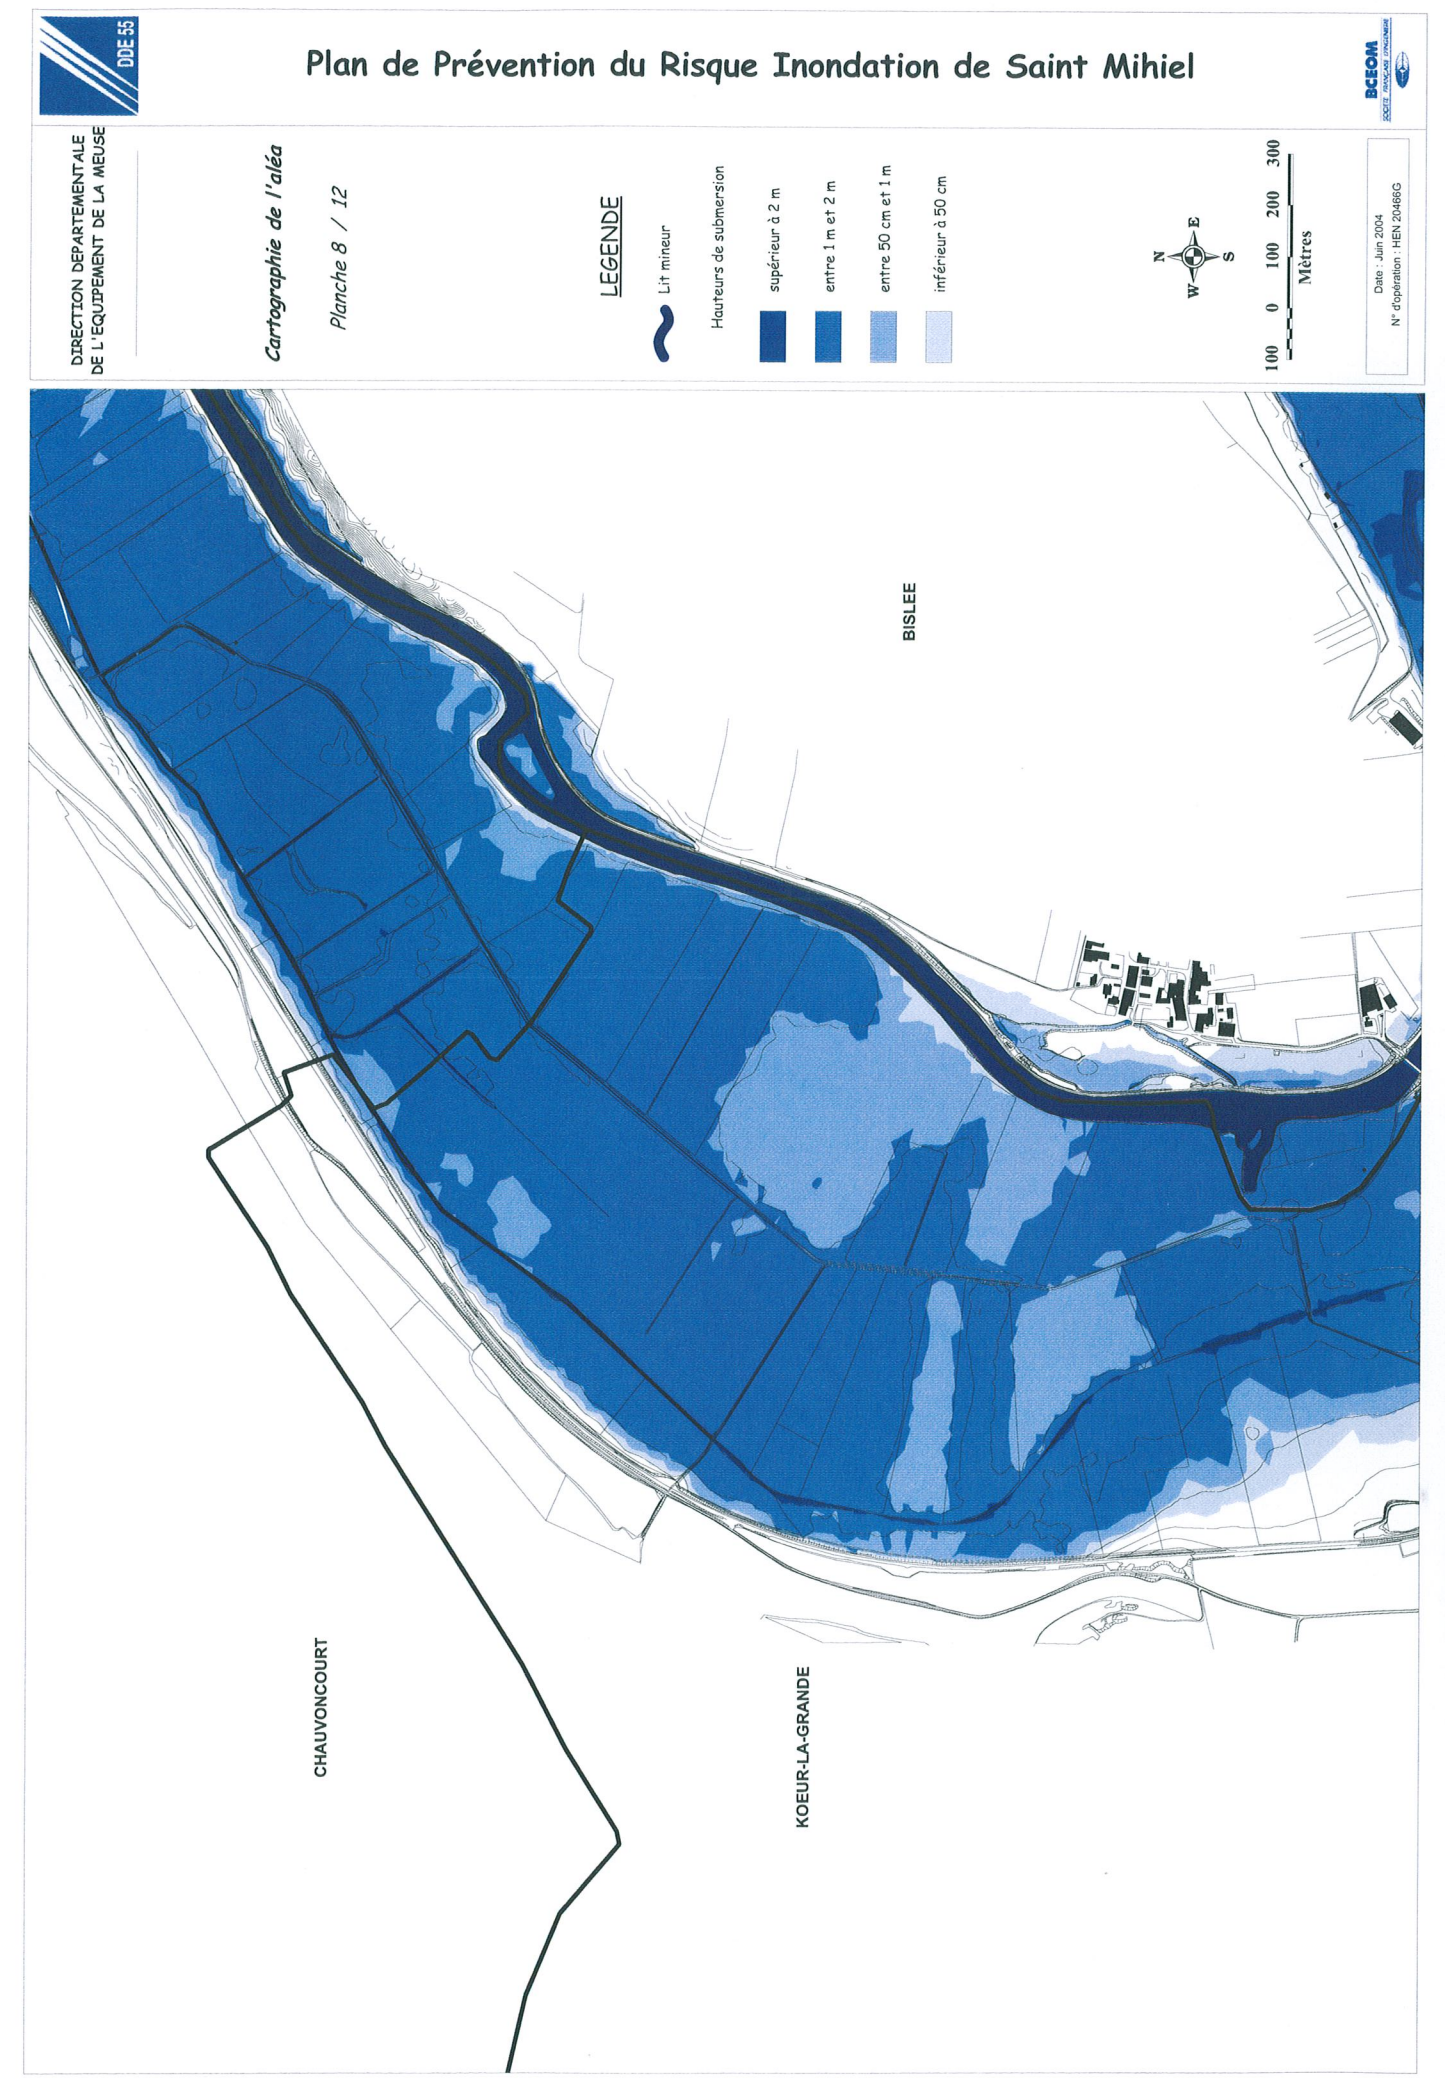 DDE 55
Plan de Prévention du Risque Inondation de Saint Mihiel
BCEOM
SOCIETE FRANÇAISE D'INGENIERIE
DIRECTION DEPARTEMENTALE
DE L'EQUIPEMENT DE LA MEUSE
Cartographie de l'aléa
Planche 8 / 12
LEGENDE
Lit mineur
Hauteurs de submersion
supérieur à 2 m
entre 1 m et 2 m
entre 50 cm et 1 m
inférieur à 50 cm
N
W E
S
100 0 100 200 300
Mètres
Date : Juin 2004
N° d'opération : HEN 20466G
BISLEE
CHAUVONCOURT
KOEUR-LA-GRANDE